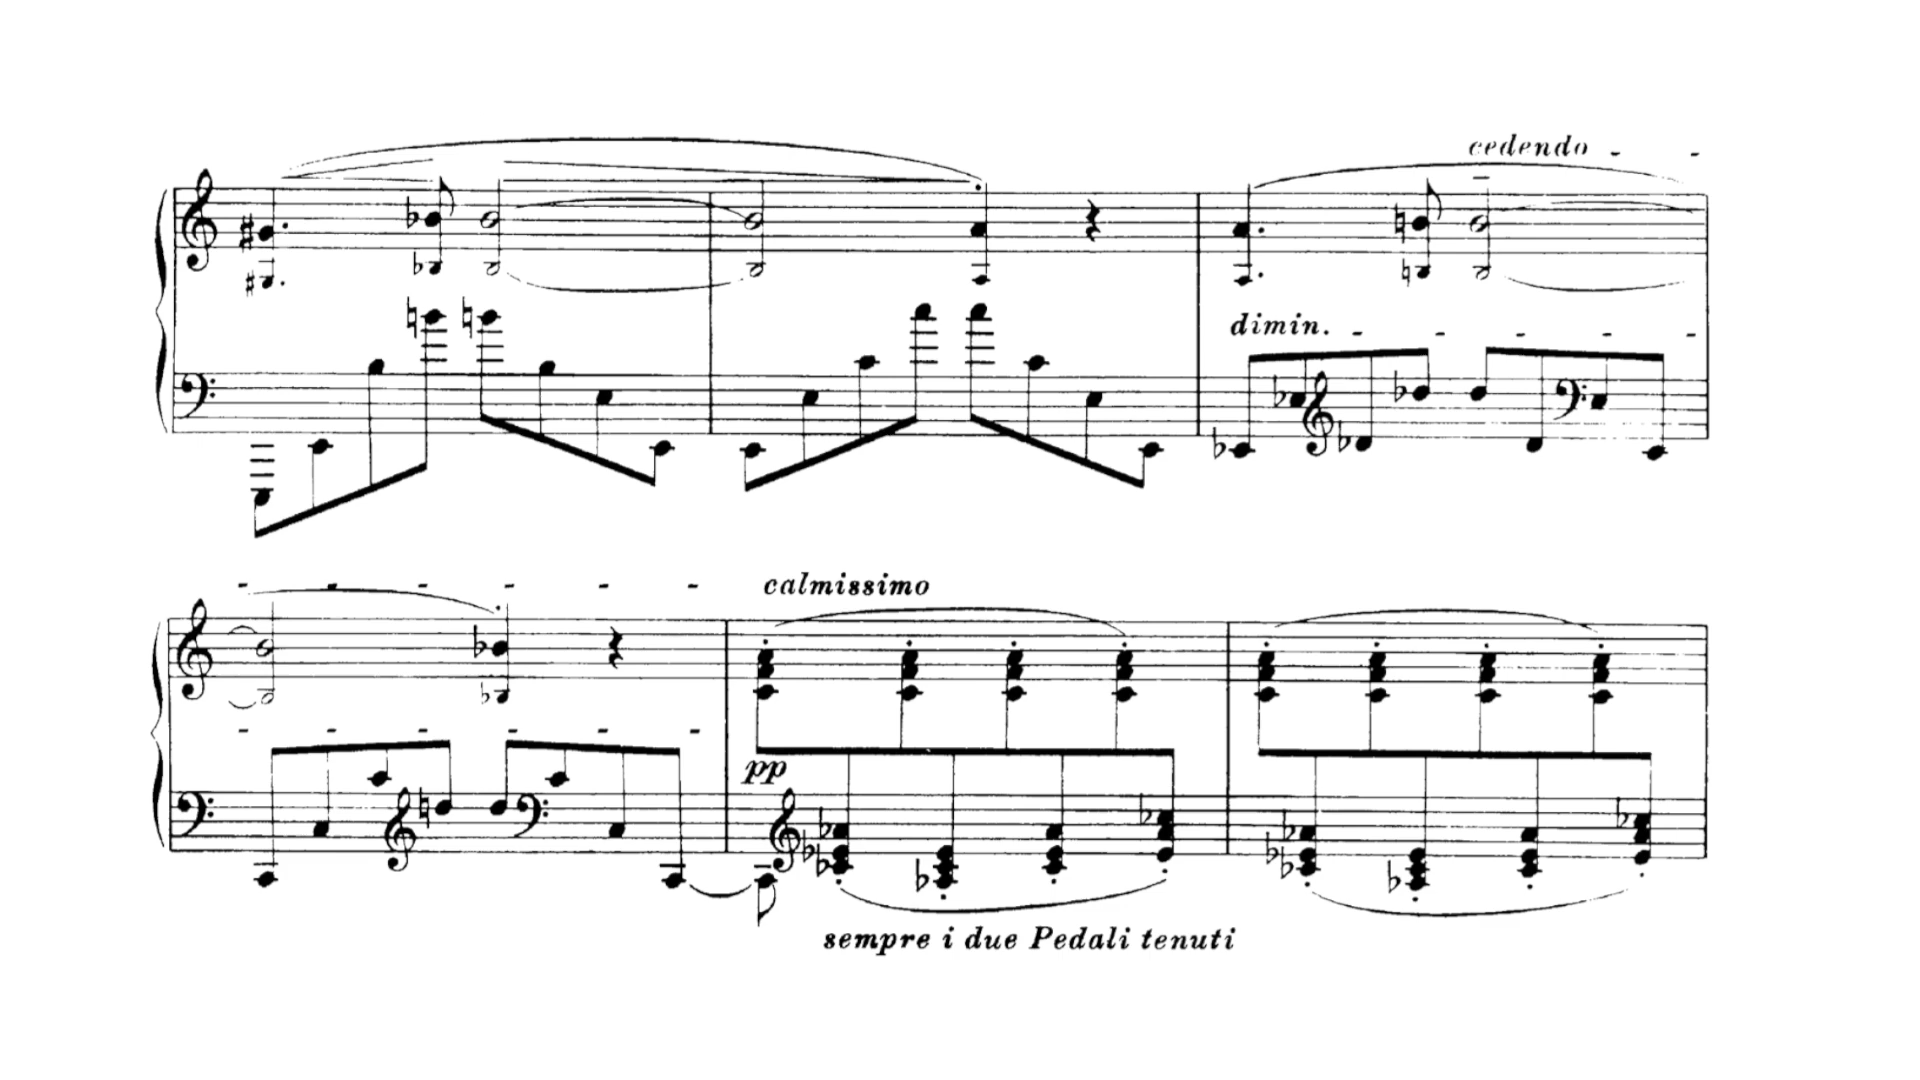 cedendo - -
dimin. - - - - -
- - - - - - calmissimo
- - - - - -
pp
sempre i due Pedali tenuti